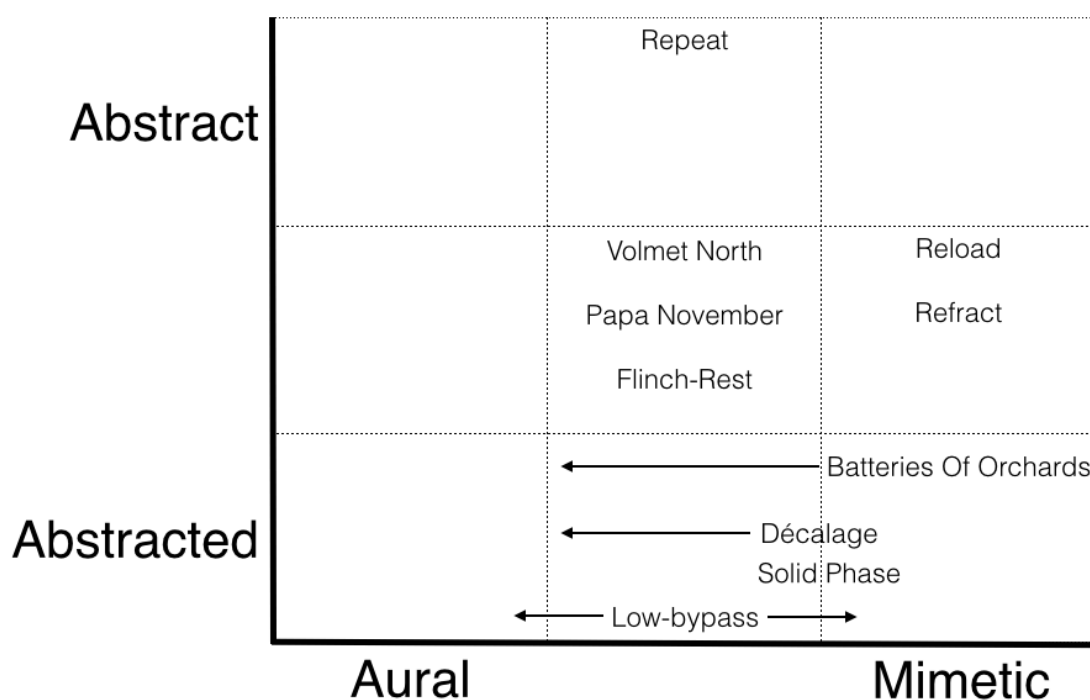 Repeat
Abstract
Volmet North
Reload
Papa November
Refract
Flinch-Rest
Batteries Of Orchards
Abstracted
Décalage
Solid Phase
Low-bypass
Aural
Mimetic